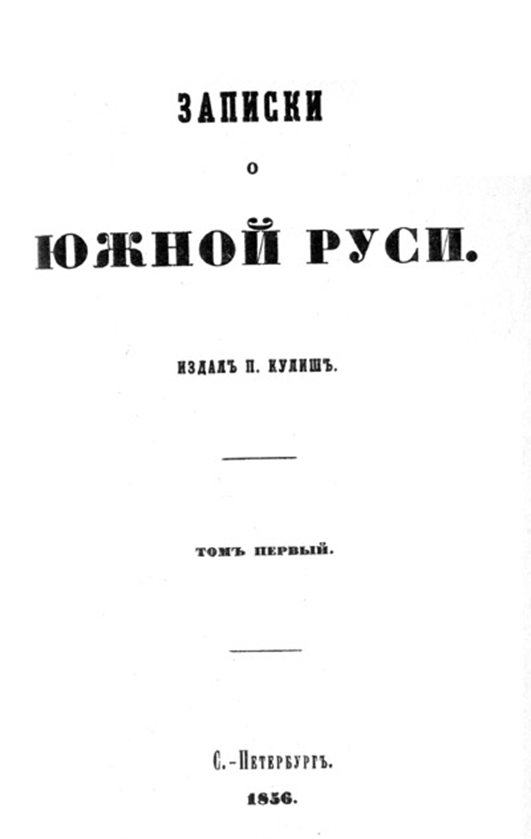 ЗАПИСКИ
О
ЮЖНОЙ РУСИ.
ИЗДАЛЪ П. КУЛИШЪ.
ТОМЪ ПЕРВЫЙ.
С.-ПЕТЕРБУРГЪ.
1856.